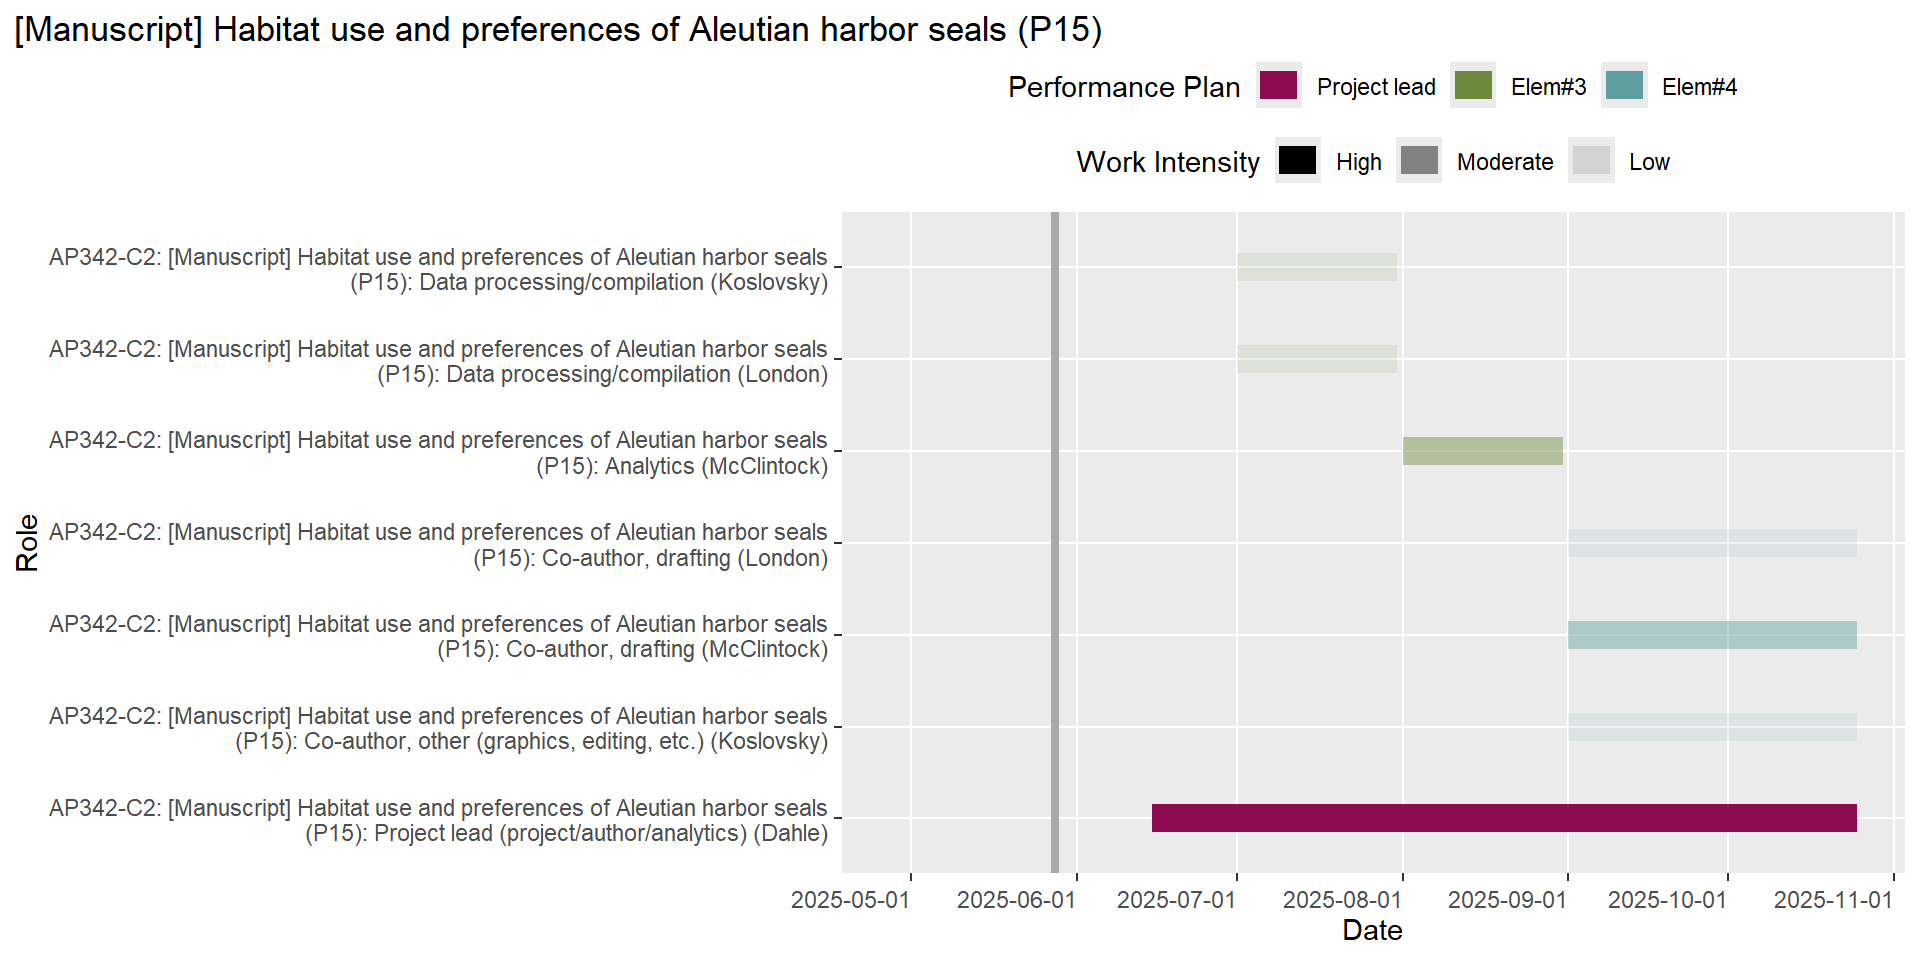 [Manuscript] Habitat use and preferences of Aleutian harbor seals (P15)
Performance Plan Project lead Elem#3 Elem#4
Work Intensity High Moderate Low
AP342-C2: [Manuscript] Habitat use and preferences of Aleutian harbor seals
(P15): Data processing/compilation (Koslovsky)
AP342-C2: [Manuscript] Habitat use and preferences of Aleutian harbor seals
(P15): Data processing/compilation (London)
AP342-C2: [Manuscript] Habitat use and preferences of Aleutian harbor seals
(P15): Analytics (McClintock)
AP342-C2: [Manuscript] Habitat use and preferences of Aleutian harbor seals
(P15): Co-author, drafting (London)
AP342-C2: [Manuscript] Habitat use and preferences of Aleutian harbor seals
(P15): Co-author, drafting (McClintock)
AP342-C2: [Manuscript] Habitat use and preferences of Aleutian harbor seals
(P15): Co-author, other (graphics, editing, etc.) (Koslovsky)
AP342-C2: [Manuscript] Habitat use and preferences of Aleutian harbor seals
(P15): Project lead (project/author/analytics) (Dahle)
Role
2025-05-01 2025-06-01 2025-07-01 2025-08-01 2025-09-01 2025-10-01 2025-11-01
Date